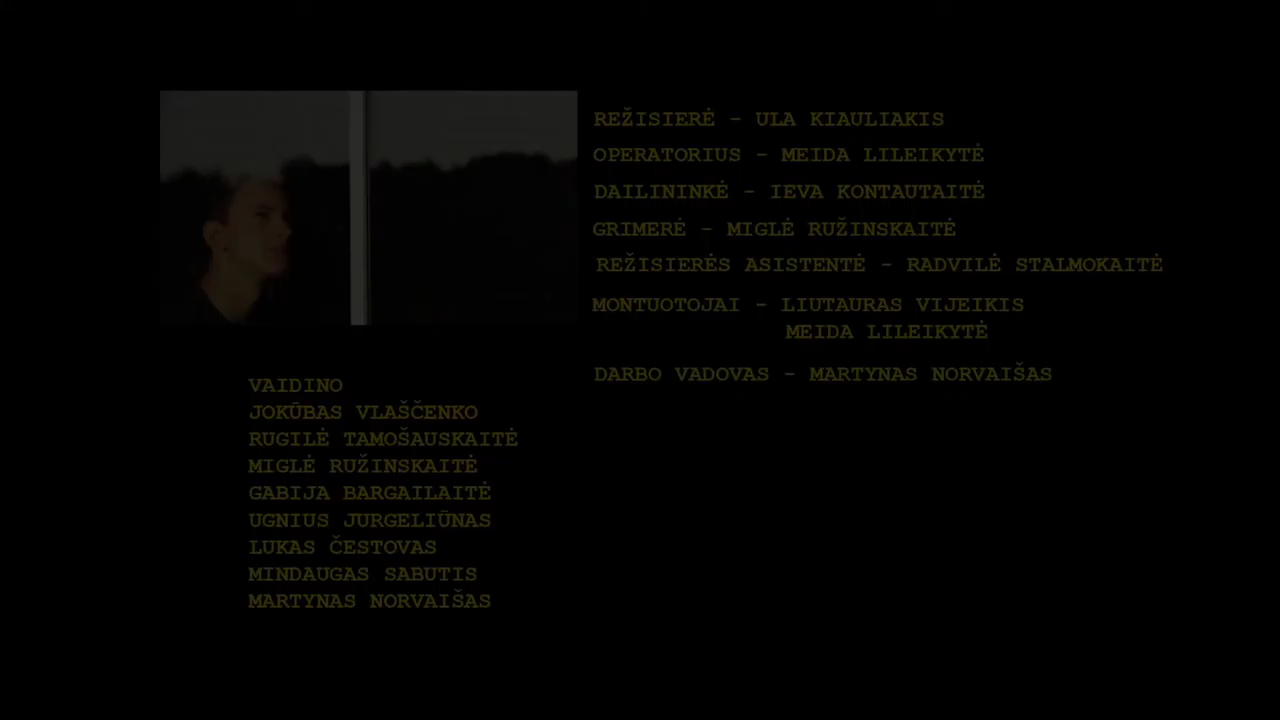 REŽISIERĖ - ULA KIAULIAKIS
OPERATORIUS - MEIDA LILEIKYTĖ
DAILININKĖ - IEVA KONTAUTAITĖ
GRIMERĖ - MIGLĖ RUŽINSKAITĖ
REŽISIERĖS ASISTENTĖ - RADVILĖ STALMOKAITĖ
MONTUOTOJAI - LIUTAURAS VIJEIKIS
MEIDA LILEIKYTĖ
DARBO VADOVAS - MARTYNAS NORVAIŠAS
VAIDINO
JOKŪBAS VLAŠČENKO
RUGILĖ TAMOŠAUSKAITĖ
MIGLĖ RUŽINSKAITĖ
GABIJA BARGAILAITĖ
UGNIUS JURGELIŪNAS
LUKAS ČESTOVAS
MINDAUGAS SABUTIS
MARTYNAS NORVAIŠAS